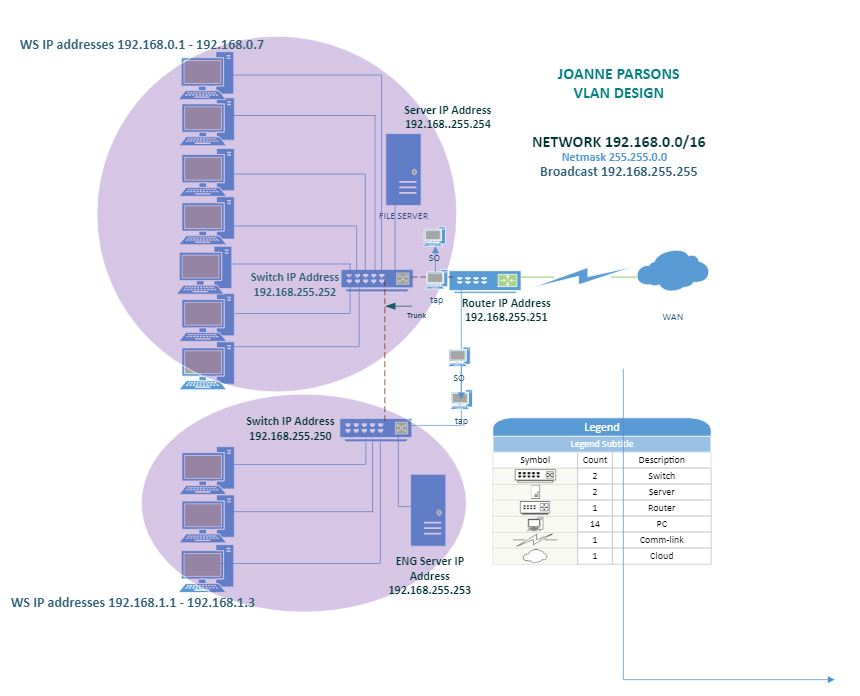 WS IP addresses 192.168.0.1 - 192.168.0.7
JOANNE PARSONS
VLAN DESIGN
Server IP Address
192.168..255.254
NETWORK 192.168.0.0/16
Netmask 255.255.0.0
Broadcast 192.168.255.255
FILE SERVER
SO
Switch IP Address
192.168.255.252
tap
Router IP Address
192.168.255.251
Trunk
WAN
SO
tap
Switch IP Address
192.168.255.250
Legend
Legend Subtitle
Symbol Count Description
2 Switch
2 Server
1 Router
14 PC
1 Comm-link
1 Cloud
ENG Server IP
Address
192.168.255.253
WS IP addresses 192.168.1.1 - 192.168.1.3